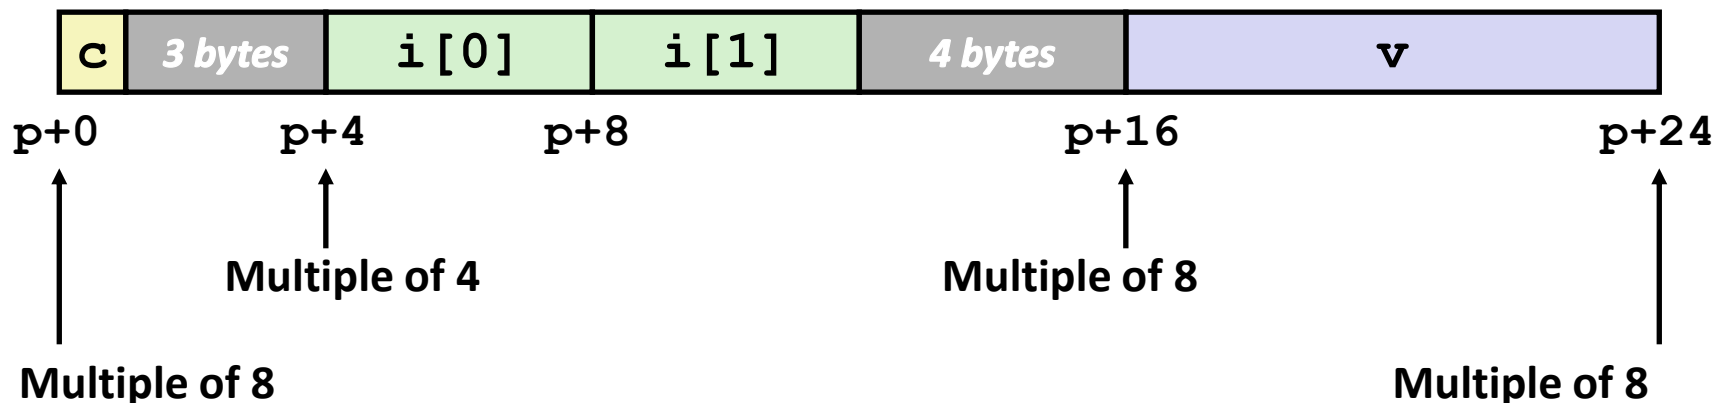 c 3 bytes i[0] i[1] 4 bytes v
p+0 p+4 p+8 p+16 p+24
Multiple of 4 Multiple of 8
Multiple of 8 Multiple of 8